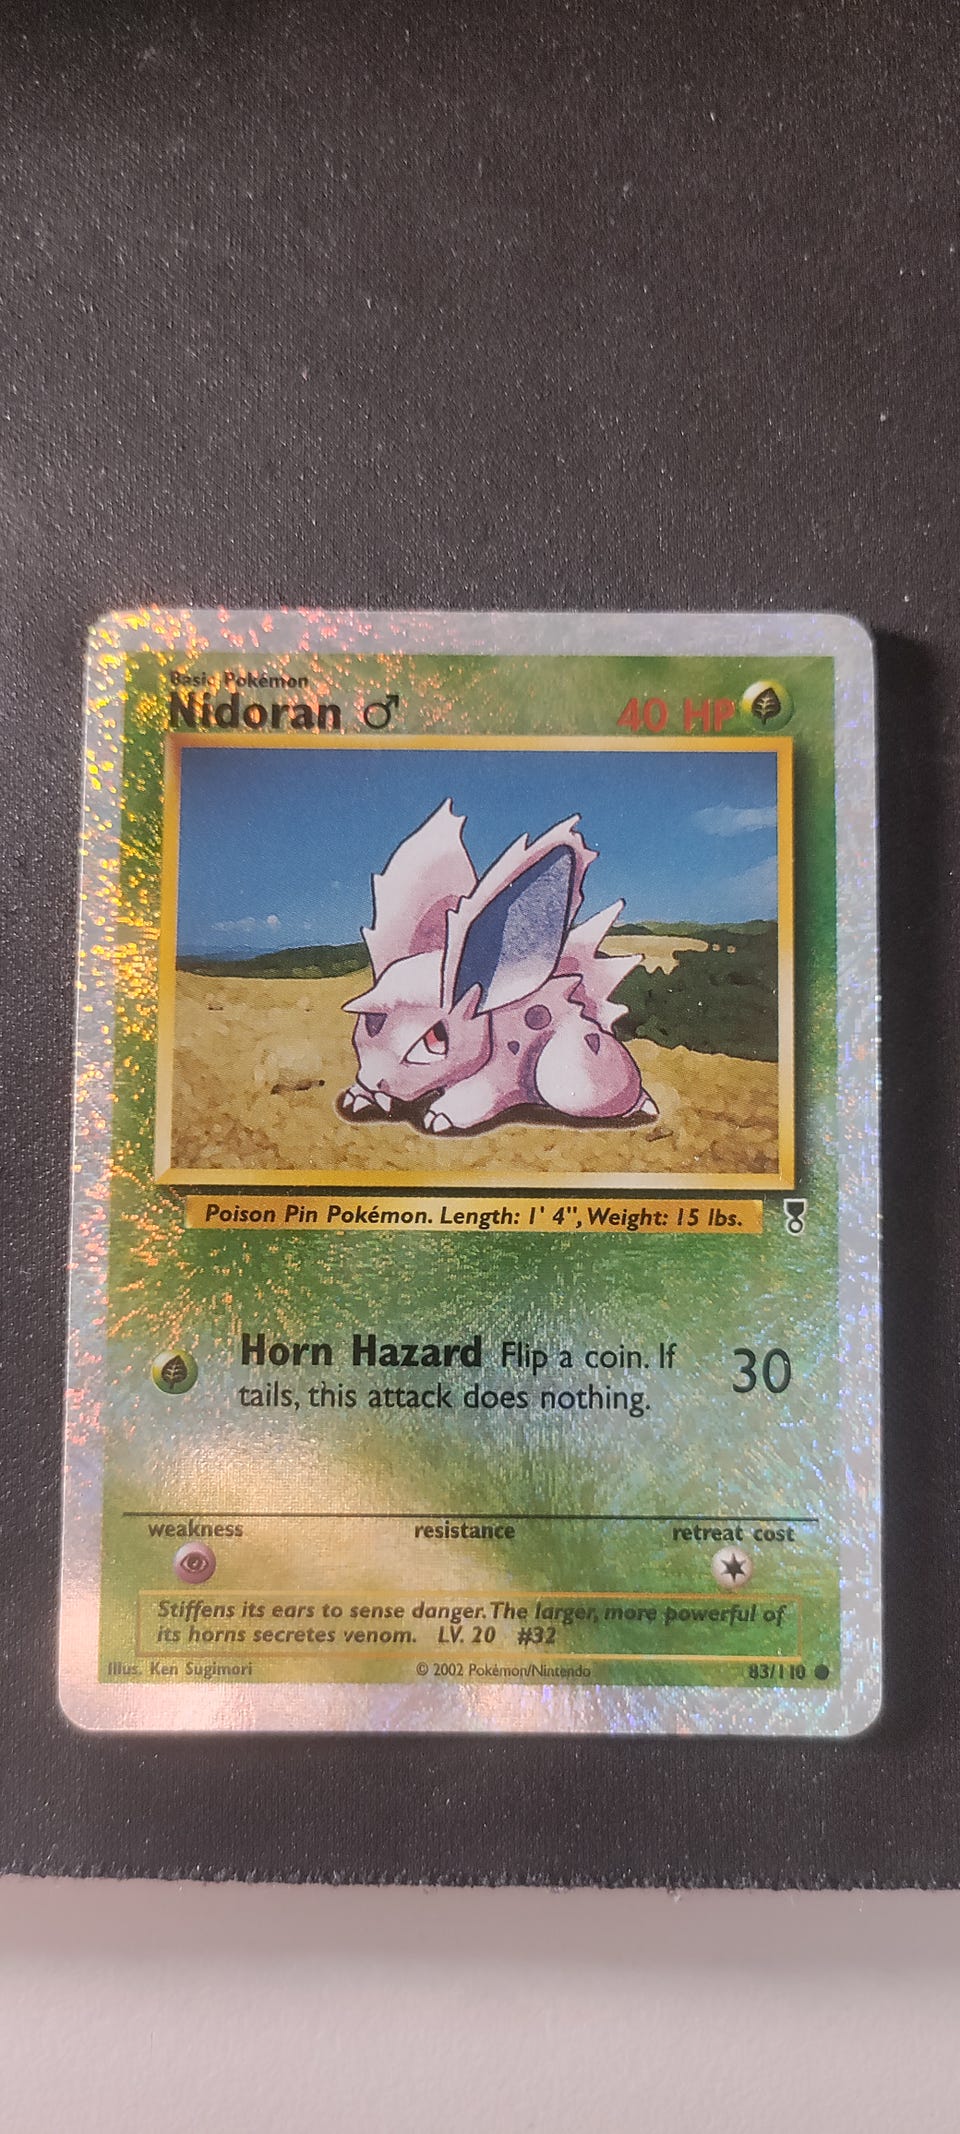 Basic Pokémon
Nidoran ♂ 40 HP
Poison Pin Pokémon. Length: 1' 4", Weight: 15 lbs.
Horn Hazard Flip a coin. If
tails, this attack does nothing.
30
weakness resistance retreat cost
Stiffens its ears to sense danger. The larger, more powerful of
its horns secretes venom. LV. 20 #32
Illus. Ken Sugimori © 2002 Pokémon/Nintendo 83/110